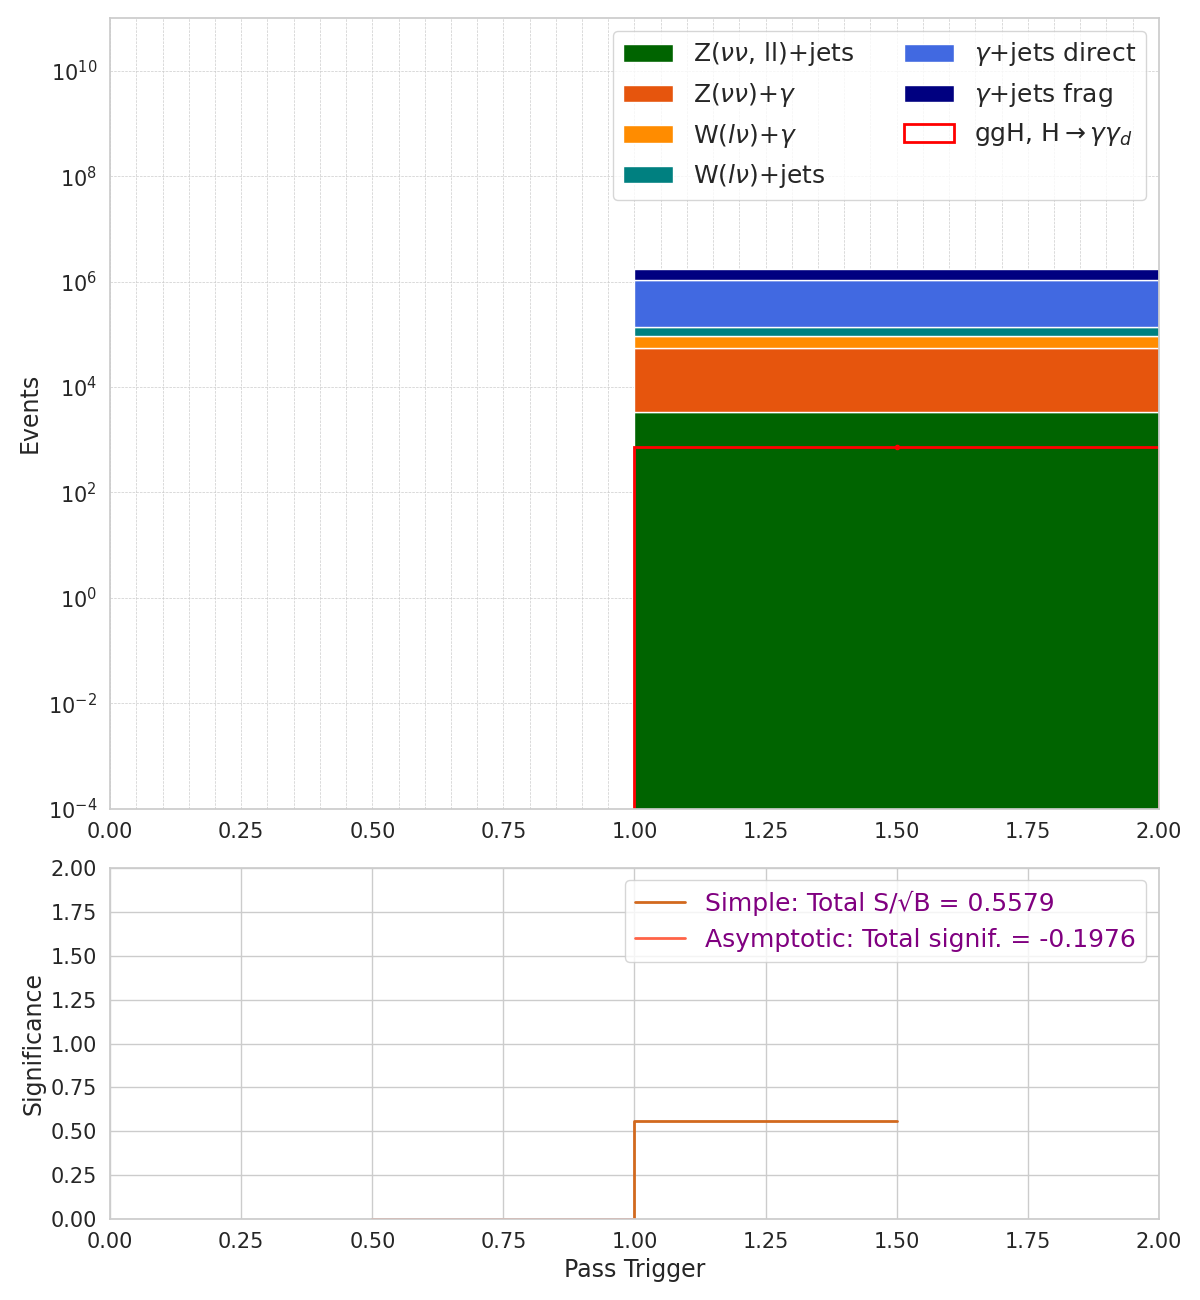 Z(νν, ll)+jets
Z(νν)+γ
W(lν)+γ
W(lν)+jets
γ+jets direct
γ+jets frag
ggH, H→γγ_d
Events
10^10
10^8
10^6
10^4
10^2
10^0
10^−2
10^−4
0.00 0.25 0.50 0.75 1.00 1.25 1.50 1.75 2.00
Simple: Total S/√B = 0.5579
Asymptotic: Total signif. = -0.1976
Significance
2.00
1.75
1.50
1.25
1.00
0.75
0.50
0.25
0.00
0.00 0.25 0.50 0.75 1.00 1.25 1.50 1.75 2.00
Pass Trigger